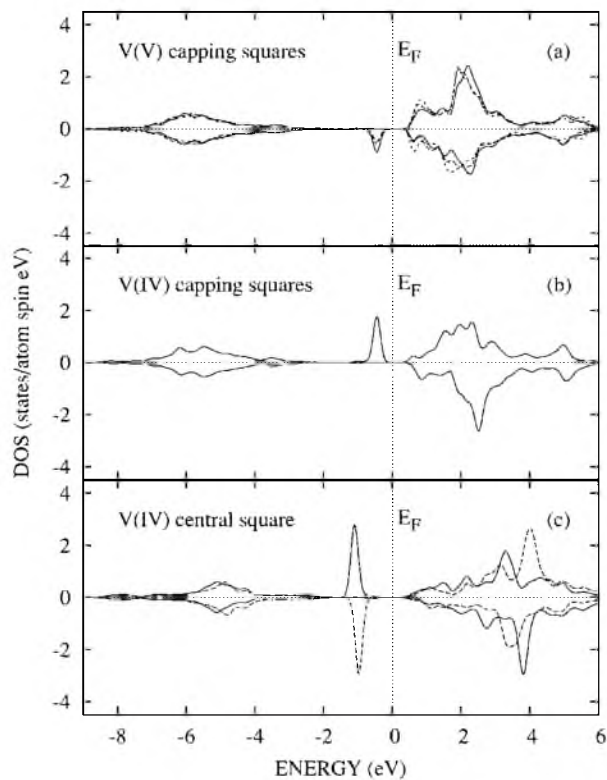 4
V(V) capping squares
E_F
(a)
2
0
-2
-4
4
V(IV) capping squares
E_F
(b)
2
0
-2
-4
DOS (states/atom spin eV)
4
V(IV) central square
E_F
(c)
2
0
-2
-4
-8 -6 -4 -2 0 2 4 6
ENERGY (eV)